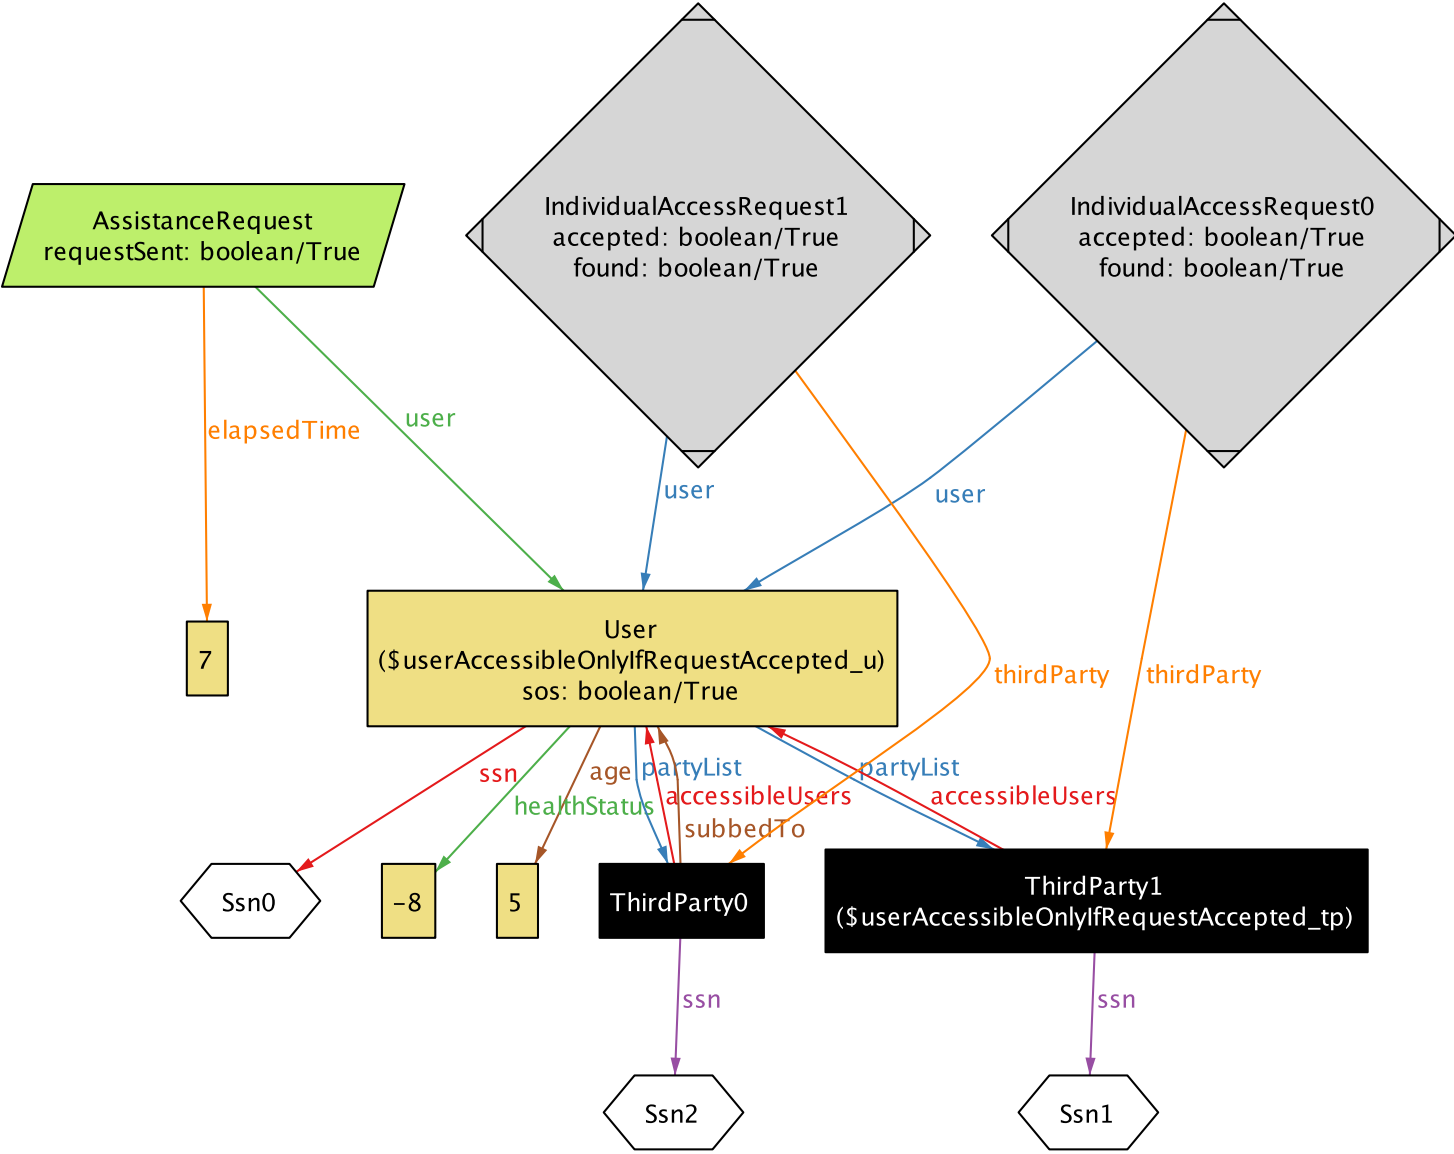 IndividualAccessRequest1
accepted: boolean/True
found: boolean/True
IndividualAccessRequest0
accepted: boolean/True
found: boolean/True
AssistanceRequest
requestSent: boolean/True
elapsedTime
user
user
user
7
User
($userAccessibleOnlyIfRequestAccepted_u)
sos: boolean/True
thirdParty
thirdParty
ssn
healthStatus
age
partyList
accessibleUsers
subbedTo
partyList
accessibleUsers
Ssn0
-8
5
ThirdParty0
ThirdParty1
($userAccessibleOnlyIfRequestAccepted_tp)
ssn
ssn
Ssn2
Ssn1